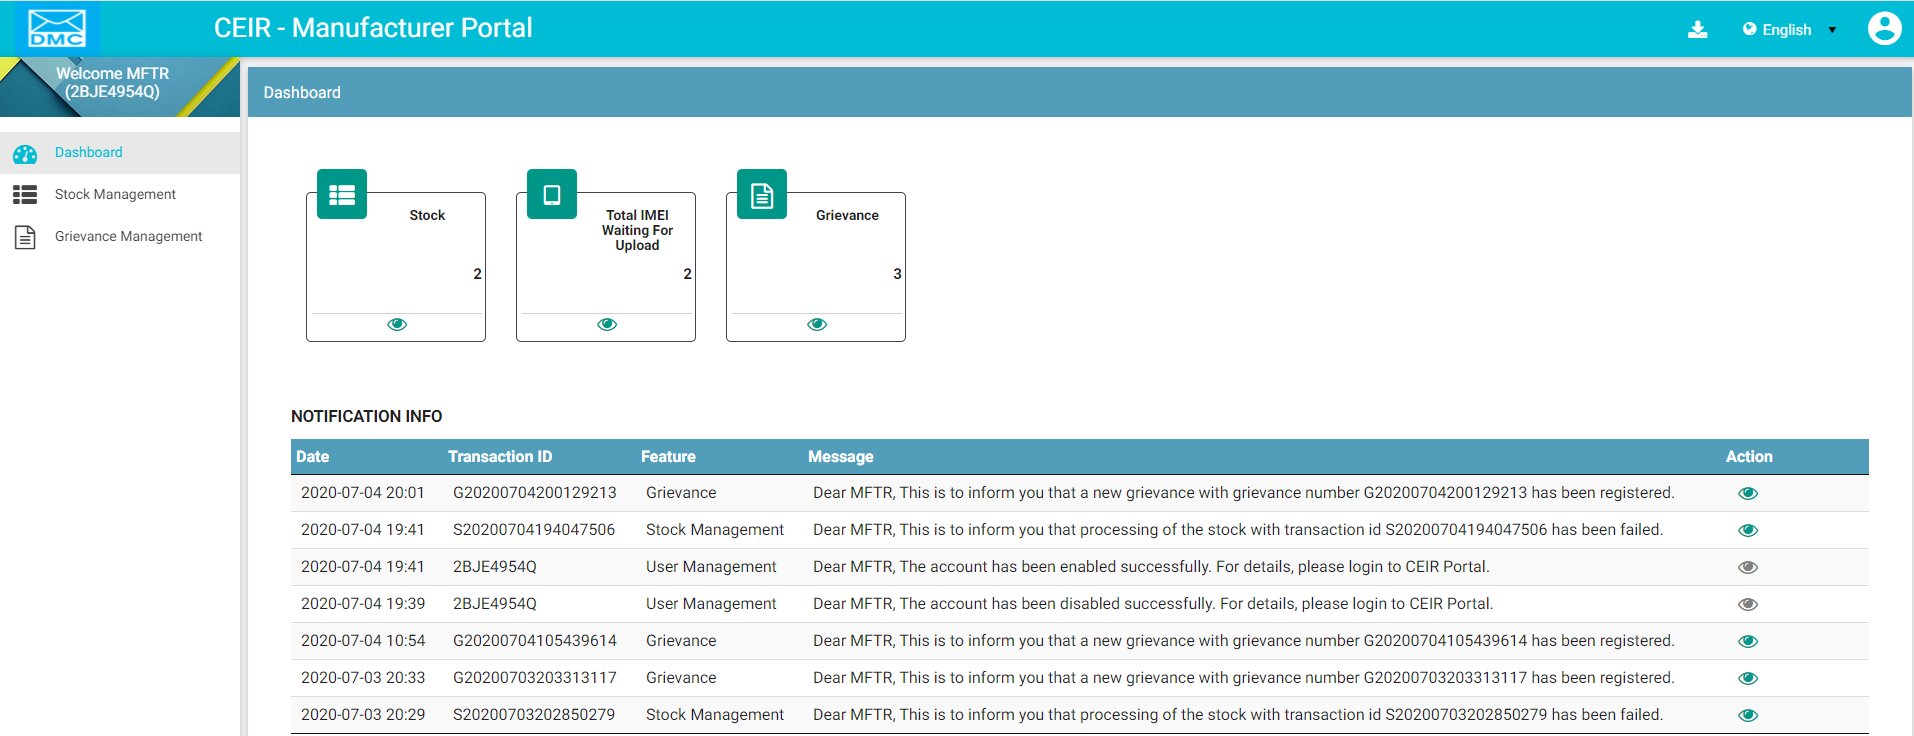 DMC
CEIR - Manufacturer Portal
English
Welcome MFTR
(2BJE4954Q)
Dashboard
Stock Management
Grievance Management
Dashboard
Stock
2
Total IMEI
Waiting For
Upload
2
Grievance
3
NOTIFICATION INFO
Date Transaction ID Feature Message Action
2020-07-04 20:01 G20200704200129213 Grievance Dear MFTR, This is to inform you that a new grievance with grievance number G20200704200129213 has been registered.
2020-07-04 19:41 S20200704194047506 Stock Management Dear MFTR, This is to inform you that processing of the stock with transaction id S20200704194047506 has been failed.
2020-07-04 19:41 2BJE4954Q User Management Dear MFTR, The account has been enabled successfully. For details, please login to CEIR Portal.
2020-07-04 19:39 2BJE4954Q User Management Dear MFTR, The account has been disabled successfully. For details, please login to CEIR Portal.
2020-07-04 10:54 G20200704105439614 Grievance Dear MFTR, This is to inform you that a new grievance with grievance number G20200704105439614 has been registered.
2020-07-03 20:33 G20200703203313117 Grievance Dear MFTR, This is to inform you that a new grievance with grievance number G20200703203313117 has been registered.
2020-07-03 20:29 S20200703202850279 Stock Management Dear MFTR, This is to inform you that processing of the stock with transaction id S20200703202850279 has been failed.